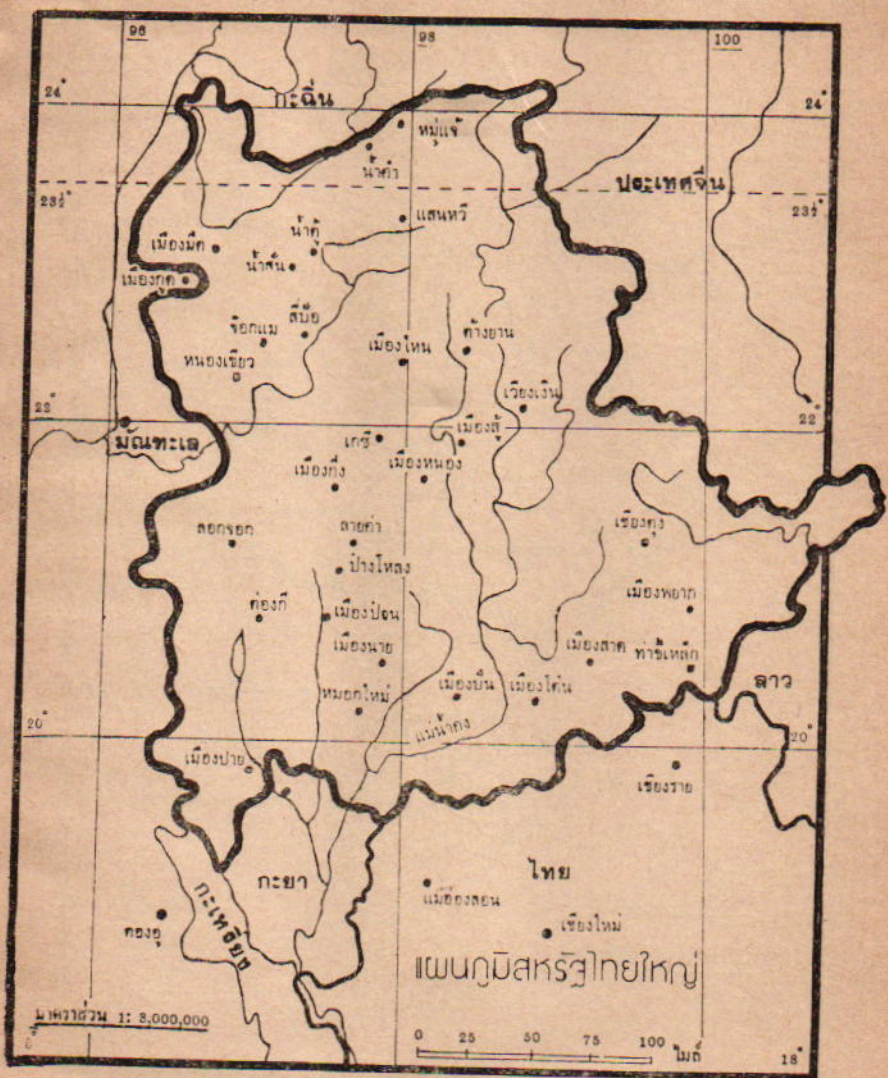 98
100
24°
กะฉิ่น
24°
หมู่แจ้
น้ำคำ
ประเทศจีน
23½°
23½°
แสนหวี
น้ำตู้
เมืองมีต
น้ำสั่น
เมืองกูต
สีป้อ
จ๊อกแม
หนองเขียว
เมืองไหน
ต้างยาน
เวียงเงิน
22°
22°
มัณฑะเล
เกซี
เมืองสู้
เมืองกึ๋ง
เมืองหนอง
ลอกจอก
ลายค่า
เชียงตุง
ป๋างโหลง
เมืองพยาก
ต่องกี
เมืองป๋อน
เมืองนาย
เมืองสาด
ท่าขี้เหล็ก
ลาว
หมอกใหม่
เมืองปั่น
เมืองโต๋น
20°
แม่น้ำคง
20°
เมืองปาย
เชียงราย
กะยา
ไทย
กะเหรี่ยง
แม่ฮ่องสอน
ตองอู
เชียงใหม่
แผนภูมิสหรัฐไทยใหญ่
มาตราส่วน 1: 3,000,000
0 25 50 75 100
ไมล์
18°